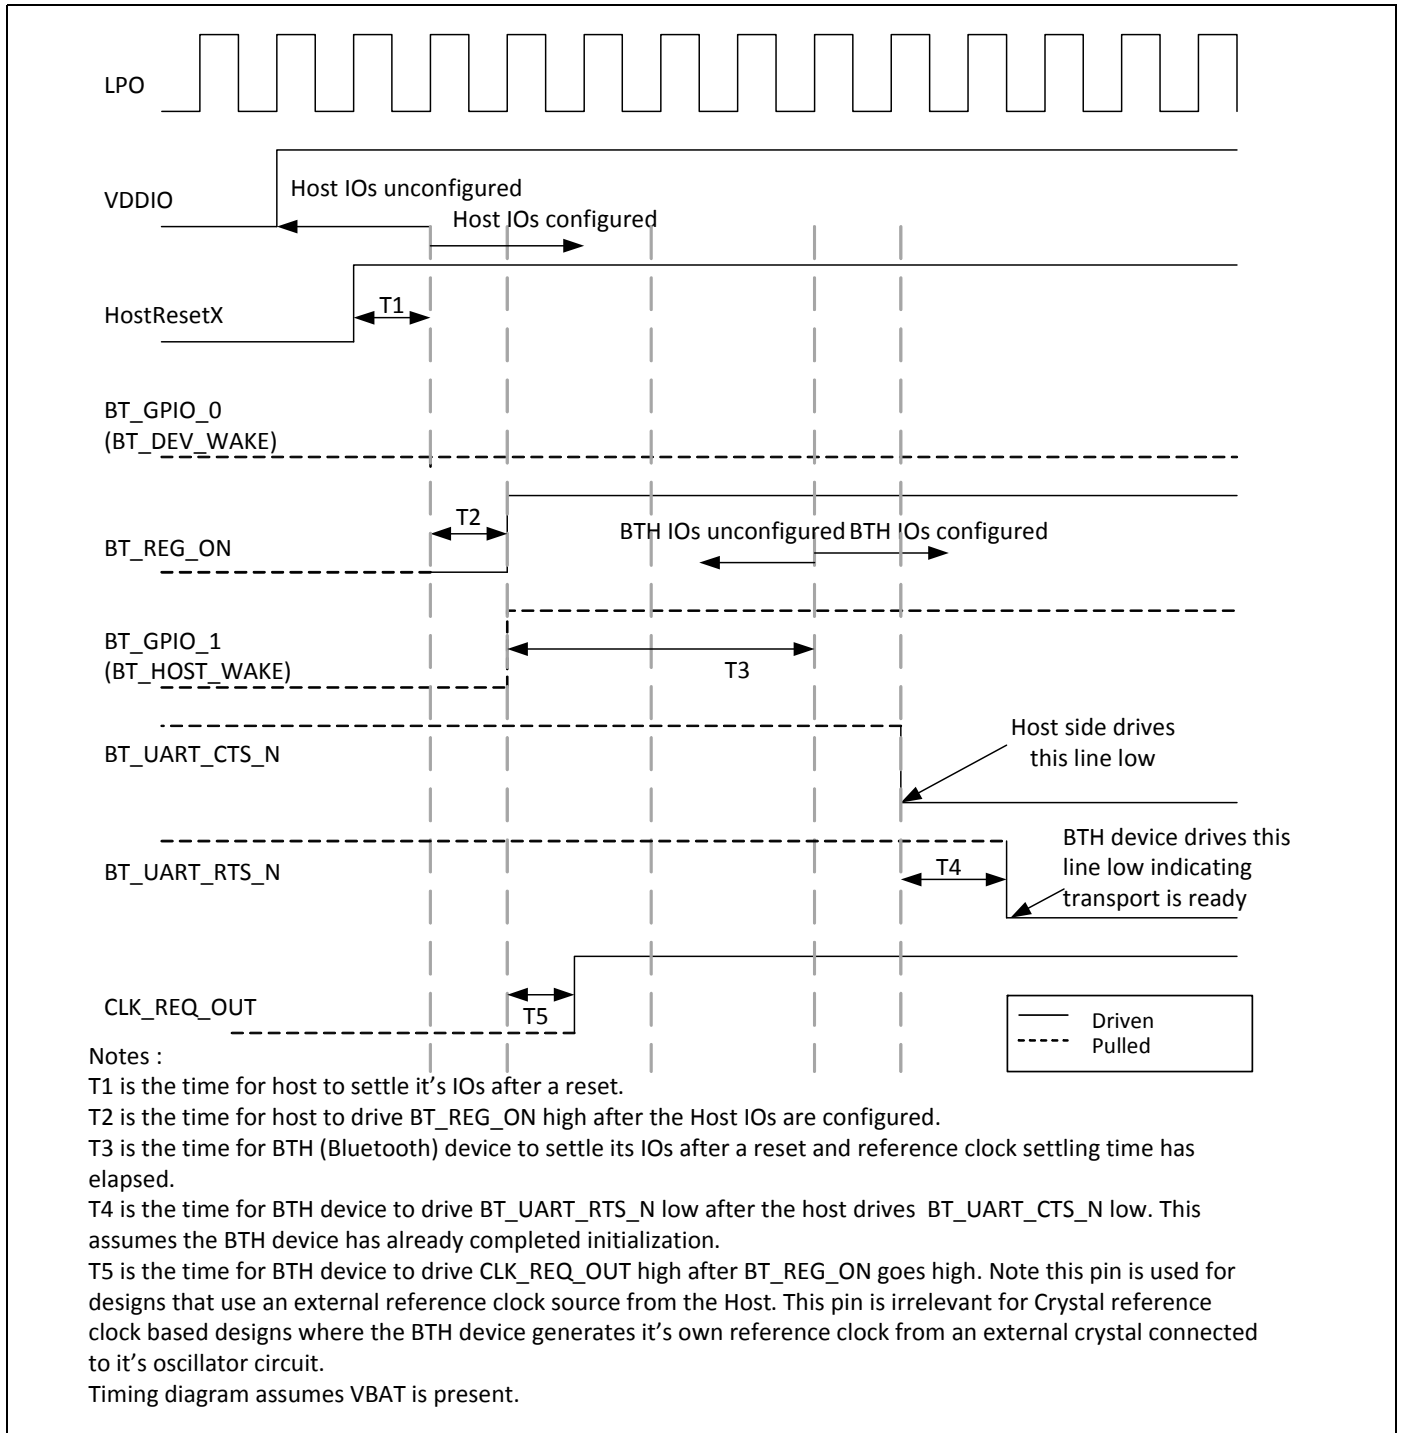 LPO
VDDIO
Host IOs unconfigured
Host IOs configured
HostResetX
T1
BT_GPIO_0
(BT_DEV_WAKE)
T2
BT_REG_ON
BTH IOs unconfigured
BTH IOs configured
BT_GPIO_1
(BT_HOST_WAKE)
T3
BT_UART_CTS_N
Host side drives
this line low
BT_UART_RTS_N
T4
BTH device drives this
line low indicating
transport is ready
CLK_REQ_OUT
T5
Driven
Pulled
Notes :
T1 is the time for host to settle it’s IOs after a reset.
T2 is the time for host to drive BT_REG_ON high after the Host IOs are configured.
T3 is the time for BTH (Bluetooth) device to settle its IOs after a reset and reference clock settling time has
elapsed.
T4 is the time for BTH device to drive BT_UART_RTS_N low after the host drives BT_UART_CTS_N low. This
assumes the BTH device has already completed initialization.
T5 is the time for BTH device to drive CLK_REQ_OUT high after BT_REG_ON goes high. Note this pin is used for
designs that use an external reference clock source from the Host. This pin is irrelevant for Crystal reference
clock based designs where the BTH device generates it’s own reference clock from an external crystal connected
to it’s oscillator circuit.
Timing diagram assumes VBAT is present.